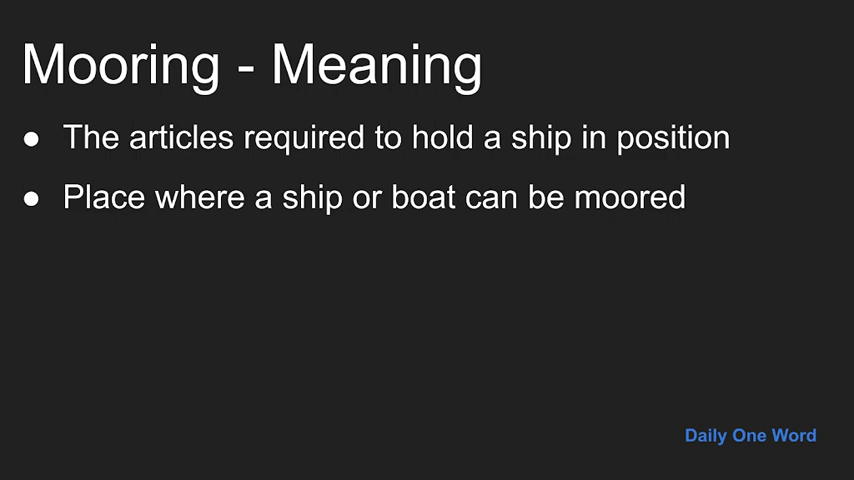 Mooring - Meaning
● The articles required to hold a ship in position
● Place where a ship or boat can be moored
Daily One Word